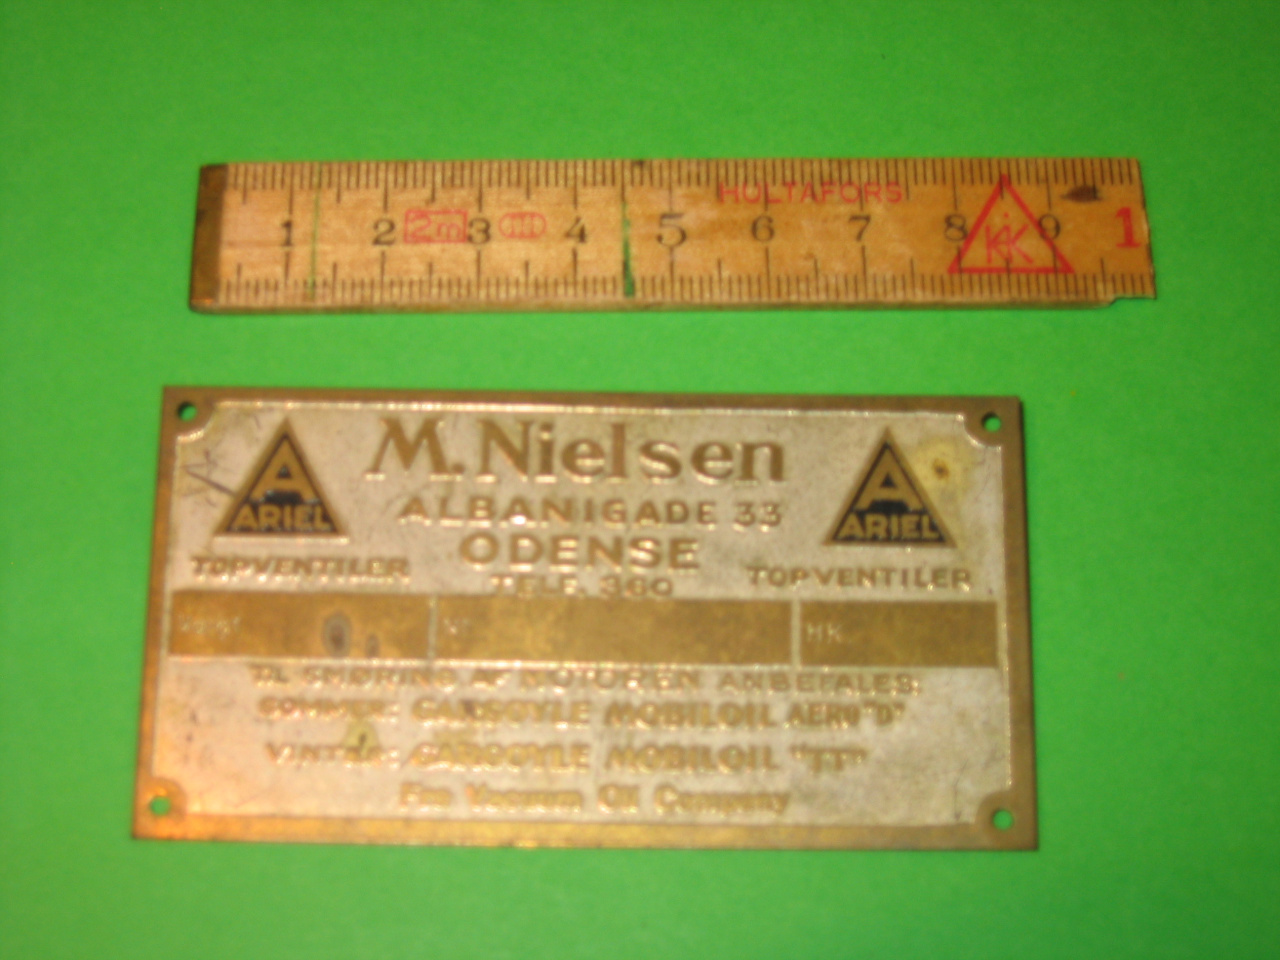 HULTAFORS
1 2 2m 3 4 5 6 7 8 9 1
M. Nielsen
ALBANIGADE 33
ODENSE
TELF. 360
A
ARIEL
TOPVENTILER
A
ARIEL
TOPVENTILER
Nr HK
TIL SMØRING AF MOTOREN ANBEFALES:
SOMMER: GARGOYLE MOBILOIL AERO "D"
VINTER: GARGOYLE MOBILOIL "TT"
Fra Vacuum Oil Company